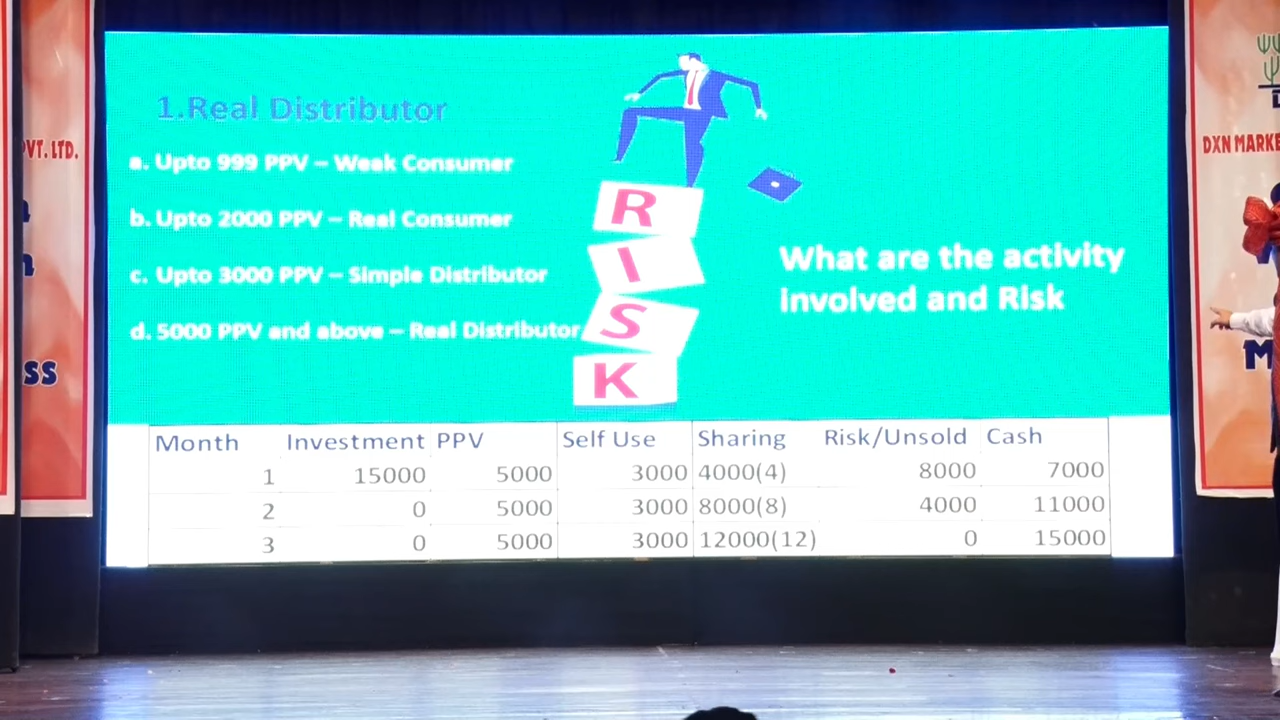 1.Real Distributor
a. Upto 999 PPV – Weak Consumer
b. Upto 2000 PPV – Real Consumer
c. Upto 3000 PPV – Simple Distributor
d. 5000 PPV and above – Real Distributor
R
I
S
K
What are the activity
involved and Risk
Month Investment PPV Self Use Sharing Risk/Unsold Cash
1 15000 5000 3000 4000(4) 8000 7000
2 0 5000 3000 8000(8) 4000 11000
3 0 5000 3000 12000(12) 0 15000
VT. LTD.
SS
DXN MARKE
M